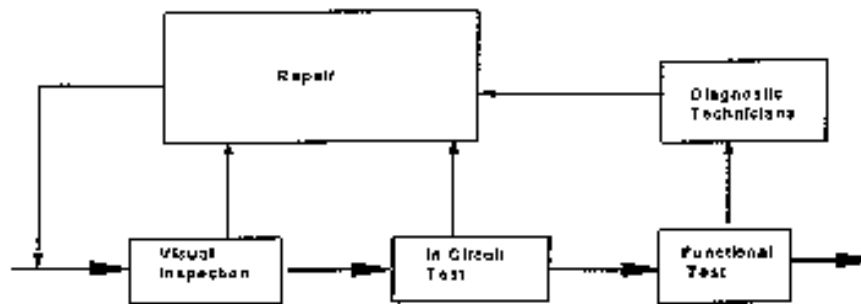 Repair
Diagnostic
Technicians
Visual
Inspection
In Circuit
Test
Functional
Test